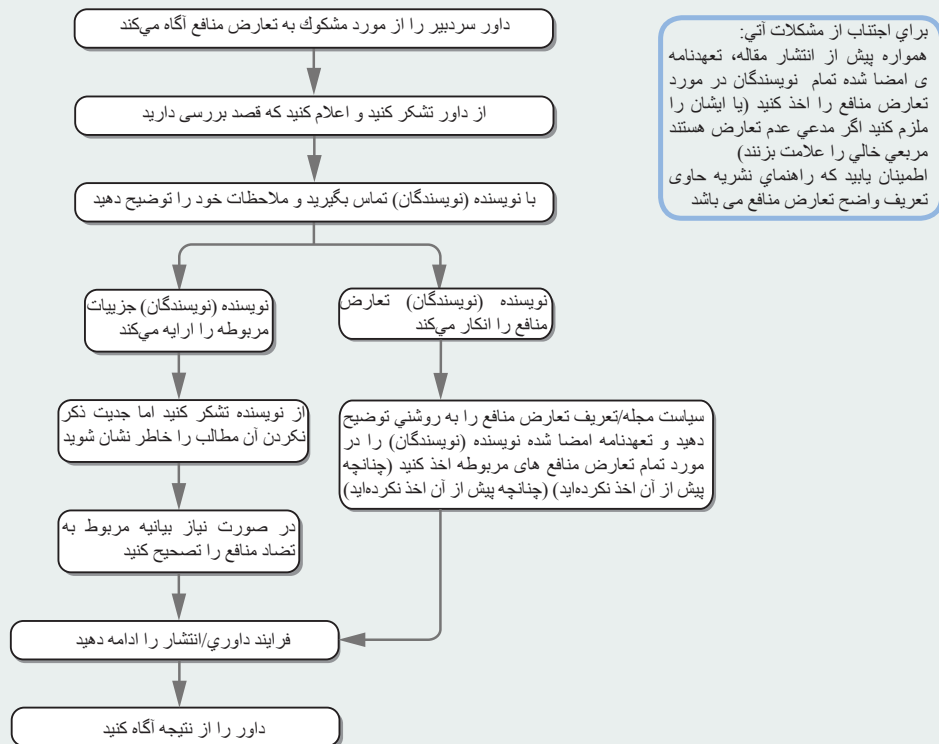 داور سردبیر را از مورد مشکوك به تعارض منافع آگاه مي‌کند
براي اجتناب از مشکلات آتي:
همواره پیش از انتشار مقاله، تعهدنامه
ی امضا شده تمام نویسندگان در مورد
تعارض منافع را اخذ کنید (یا ایشان را
ملزم کنید اگر مدعي عدم تعارض هستند
مربعي خالي را علامت بزنند)
اطمینان یابید که راهنماي نشریه حاوی
تعریف واضح تعارض منافع می باشد
از داور تشکر کنید و اعلام کنید که قصد بررسی دارید
با نویسنده (نویسندگان) تماس بگیرید و ملاحظات خود را توضیح دهید
نویسنده (نویسندگان) تعارض
منافع را انکار مي‌کند
نویسنده (نویسندگان) جزییات
مربوطه را ارایه مي‌کند
سیاست مجله/تعریف تعارض منافع را به روشني توضیح
دهید و تعهدنامه امضا شده نویسنده (نویسندگان) را در
مورد تمام تعارض منافع های مربوطه اخذ کنید (چنانچه
پیش از آن اخذ نکرده‌اید) (چنانچه پیش از آن اخذ نکرده‌اید)
از نویسنده تشکر کنید اما جدیت ذکر
نکردن آن مطالب را خاطر نشان شوید
در صورت نیاز بیانیه مربوط به
تضاد منافع را تصحیح کنید
فرایند داوري/انتشار را ادامه دهید
داور را از نتیجه آگاه کنید